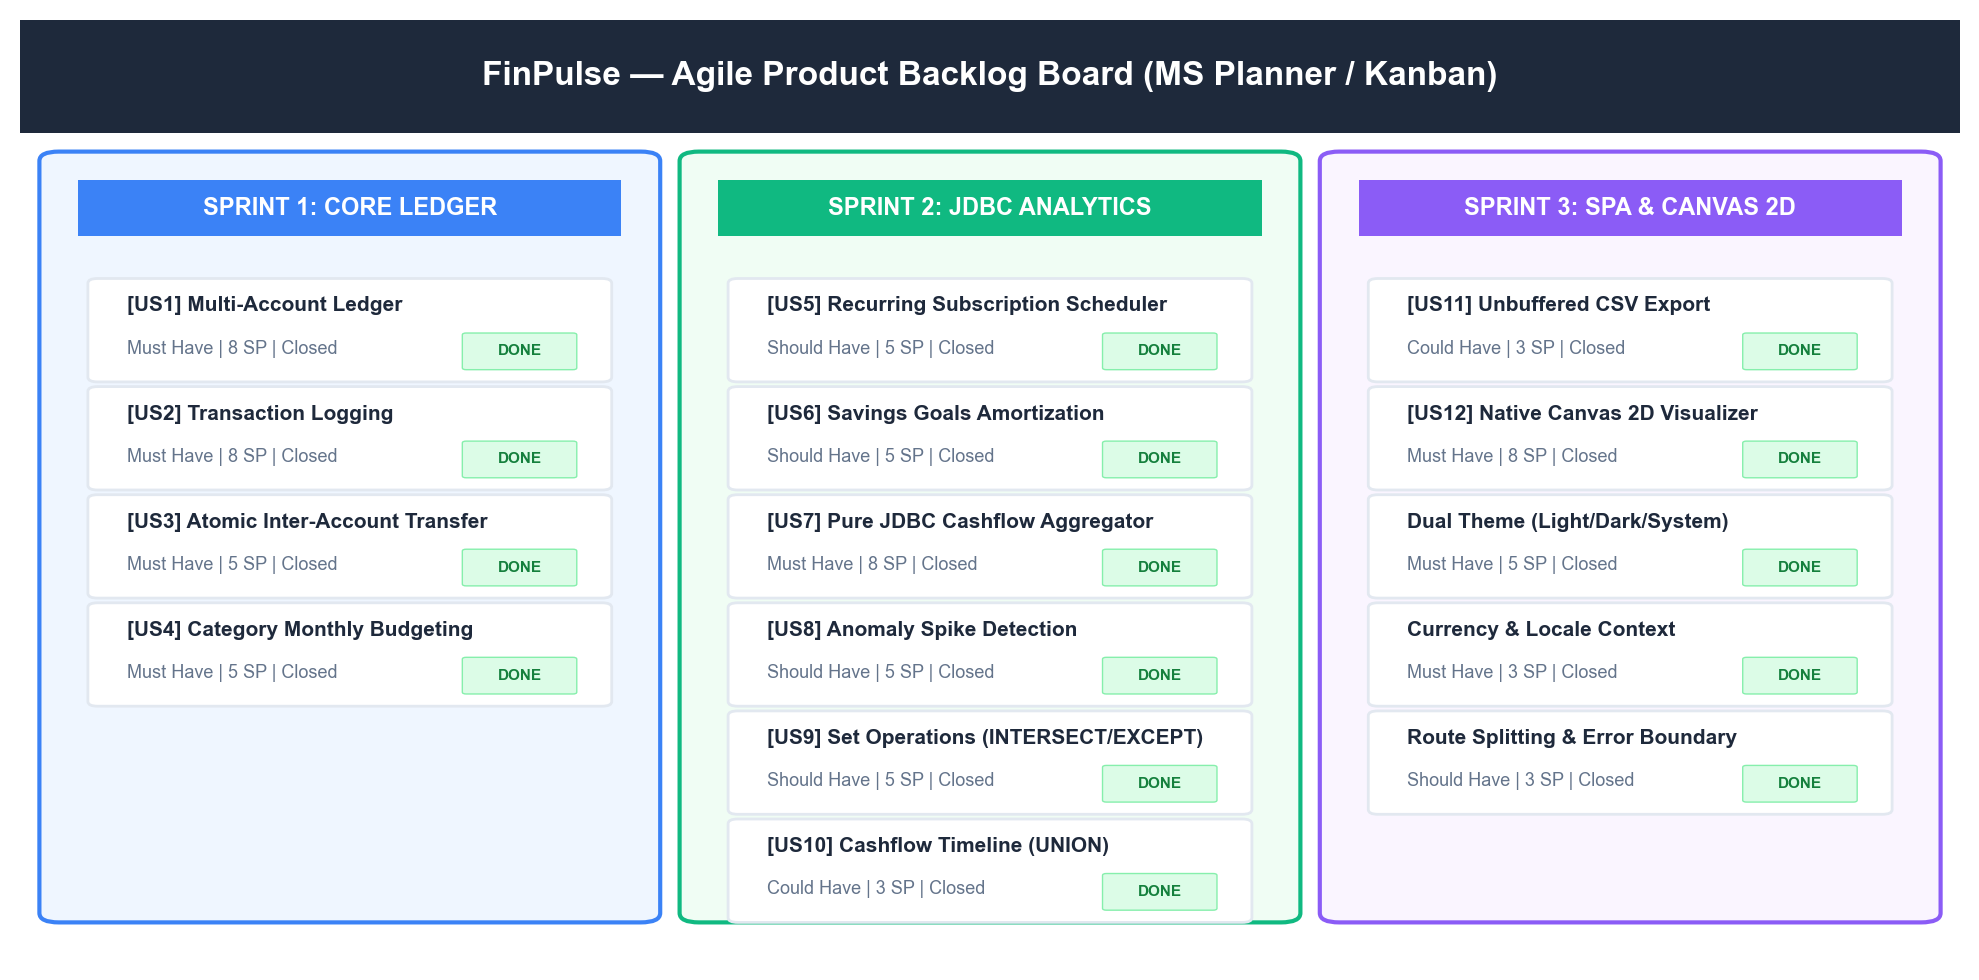 FinPulse — Agile Product Backlog Board (MS Planner / Kanban)
SPRINT 1: CORE LEDGER
[US1] Multi-Account Ledger
Must Have | 8 SP | Closed
DONE
[US2] Transaction Logging
Must Have | 8 SP | Closed
DONE
[US3] Atomic Inter-Account Transfer
Must Have | 5 SP | Closed
DONE
[US4] Category Monthly Budgeting
Must Have | 5 SP | Closed
DONE
SPRINT 2: JDBC ANALYTICS
[US5] Recurring Subscription Scheduler
Should Have | 5 SP | Closed
DONE
[US6] Savings Goals Amortization
Should Have | 5 SP | Closed
DONE
[US7] Pure JDBC Cashflow Aggregator
Must Have | 8 SP | Closed
DONE
[US8] Anomaly Spike Detection
Should Have | 5 SP | Closed
DONE
[US9] Set Operations (INTERSECT/EXCEPT)
Should Have | 5 SP | Closed
DONE
[US10] Cashflow Timeline (UNION)
Could Have | 3 SP | Closed
DONE
SPRINT 3: SPA & CANVAS 2D
[US11] Unbuffered CSV Export
Could Have | 3 SP | Closed
DONE
[US12] Native Canvas 2D Visualizer
Must Have | 8 SP | Closed
DONE
Dual Theme (Light/Dark/System)
Must Have | 5 SP | Closed
DONE
Currency & Locale Context
Must Have | 3 SP | Closed
DONE
Route Splitting & Error Boundary
Should Have | 3 SP | Closed
DONE